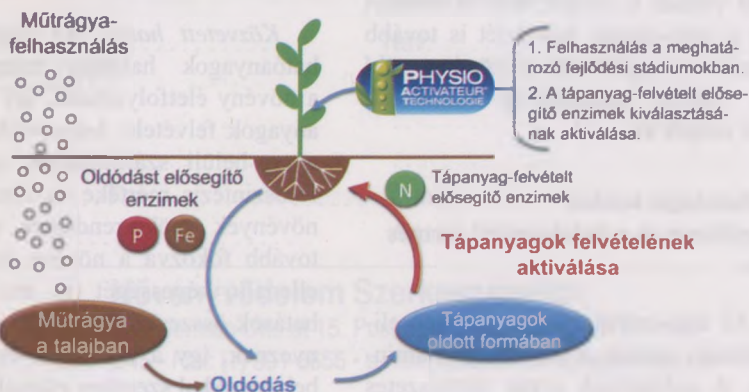 Műtrágya-
felhasználás
PHYSIO
ACTIVATEUR®
TECHNOLOGIE
1. Felhasználás a meghatá-
rozó fejlődési stádiumokban.
2. A tápanyag-felvételt előse-
gítő enzimek kiválasztásá-
nak aktiválása.
Oldódást elősegítő
enzimek
P
Fe
N
Tápanyag-felvételt
elősegítő enzimek
Tápanyagok felvételének
aktiválása
Műtrágya
a talajban
Tápanyagok
oldott formában
Oldódás